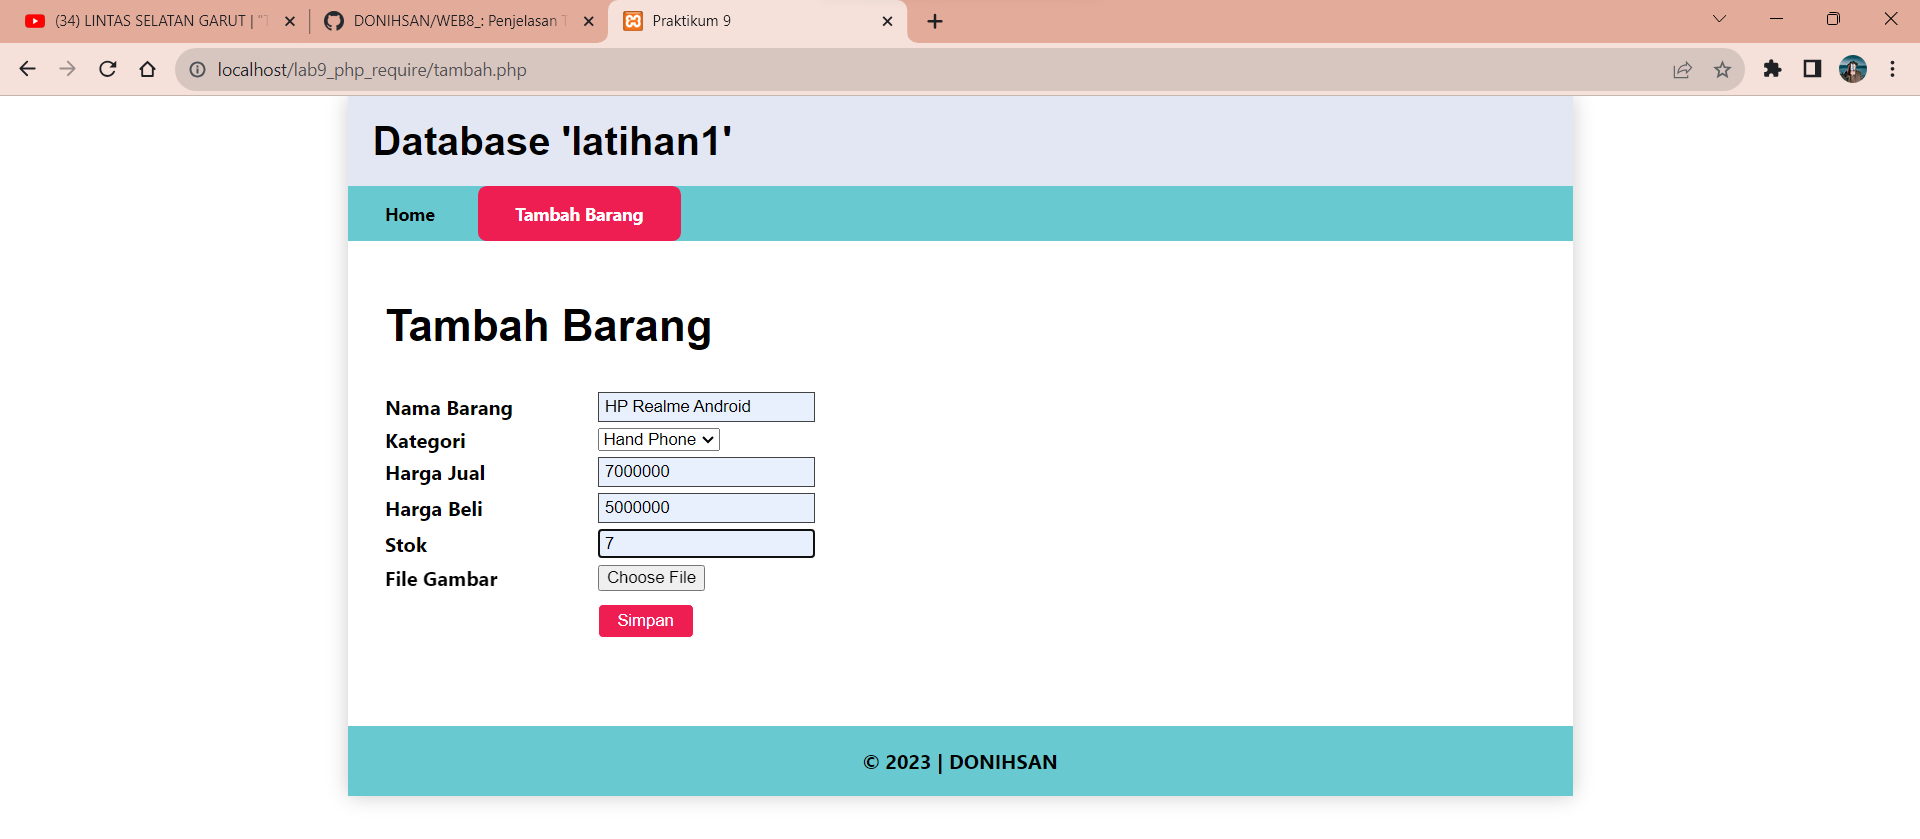 (34) LINTAS SELATAN GARUT | "T
DONIHSAN/WEB8_: Penjelasan T
Praktikum 9
localhost/lab9_php_require/tambah.php
Database 'latihan1'
Home Tambah Barang
Tambah Barang
Nama Barang HP Realme Android
Kategori Hand Phone
Harga Jual 7000000
Harga Beli 5000000
Stok 7
File Gambar Choose File
Simpan
© 2023 | DONIHSAN